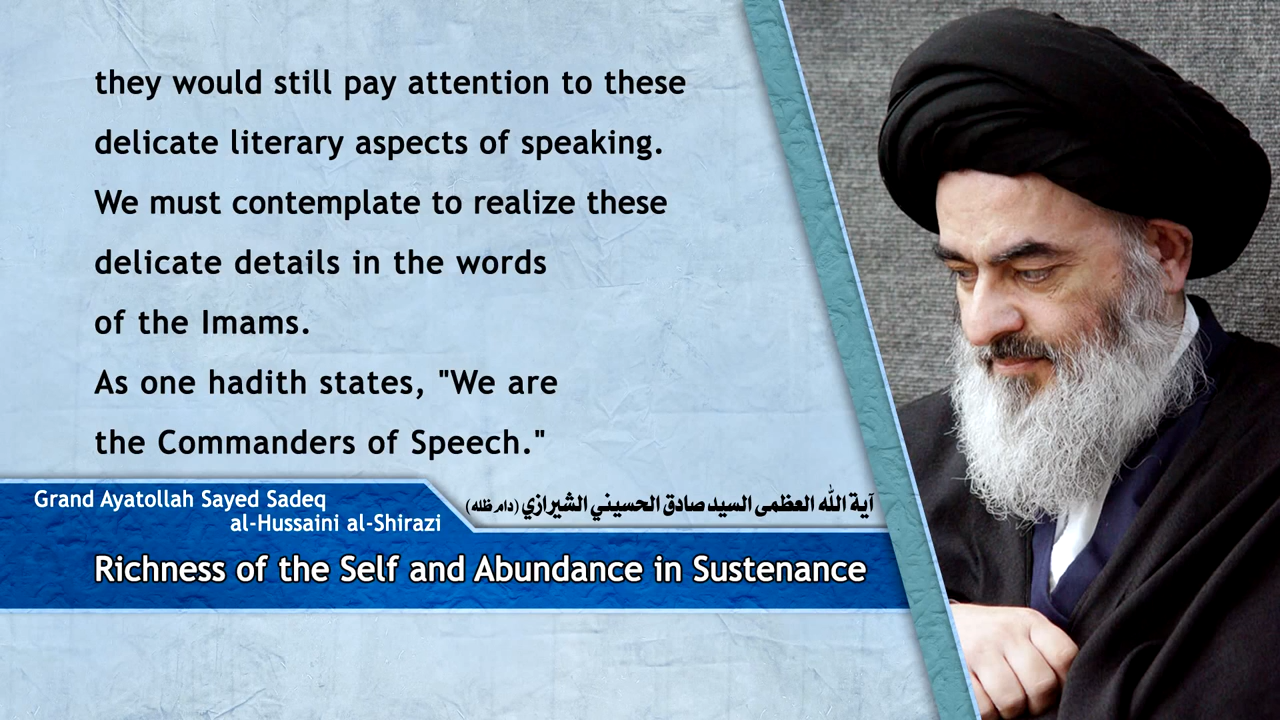 they would still pay attention to these
delicate literary aspects of speaking.
We must contemplate to realize these
delicate details in the words
of the Imams.
As one hadith states, "We are
the Commanders of Speech."
Grand Ayatollah Sayed Sadeq
al-Hussaini al-Shirazi
آية الله العظمى السيد صادق الحسيني الشيرازي (دام ظله)
Richness of the Self and Abundance in Sustenance